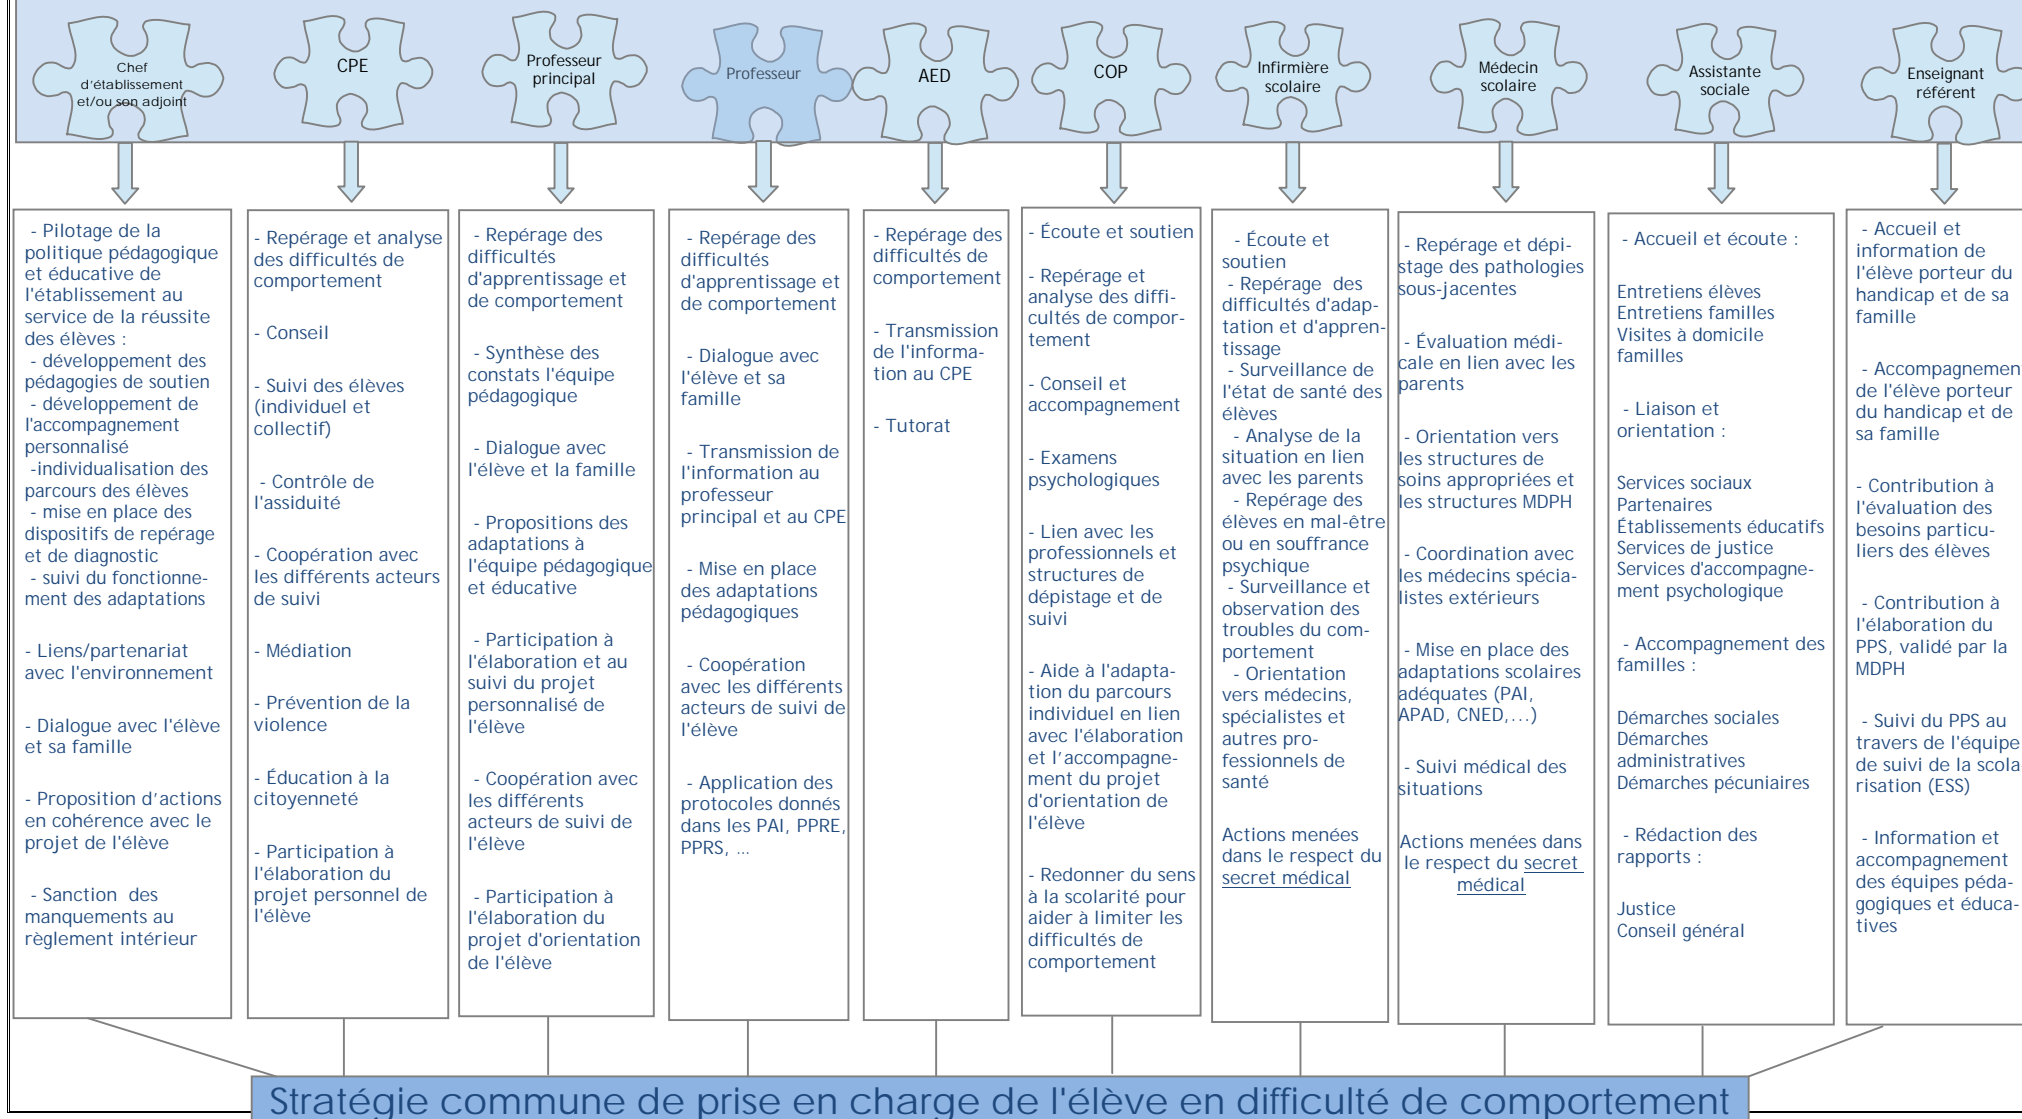 Chef
d'établissement
et/ou son adjoint
CPE
Professeur
principal
Professeur
AED
COP
Infirmière
scolaire
Médecin
scolaire
Assistante
sociale
Enseignant
référent
- Pilotage de la
politique pédagogique
et éducative de
l'établissement au
service de la réussite
des élèves :
- développement des
pédagogies de soutien
- développement de
l'accompagnement
personnalisé
-individualisation des
parcours des élèves
- mise en place des
dispositifs de repérage
et de diagnostic
- suivi du fonctionne-
ment des adaptations
- Liens/partenariat
avec l'environnement
- Dialogue avec l'élève
et sa famille
- Proposition d’actions
en cohérence avec le
projet de l'élève
- Sanction des
manquements au
règlement intérieur
- Repérage et analyse
des difficultés de
comportement
- Conseil
- Suivi des élèves
(individuel et
collectif)
- Contrôle de
l'assiduité
- Coopération avec
les différents acteurs
de suivi
- Médiation
- Prévention de la
violence
- Éducation à la
citoyenneté
- Participation à
l'élaboration du
projet personnel de
l'élève
- Repérage des
difficultés
d'apprentissage et
de comportement
- Synthèse des
constats l'équipe
pédagogique
- Dialogue avec
l'élève et la famille
- Propositions des
adaptations à
l'équipe pédagogique
et éducative
- Participation à
l'élaboration et au
suivi du projet
personnalisé de
l'élève
- Coopération avec
les différents
acteurs de suivi de
l'élève
- Participation à
l'élaboration du
projet d'orientation
de l'élève
- Repérage des
difficultés
d'apprentissage et
de comportement
- Dialogue avec
l'élève et sa
famille
- Transmission de
l'information au
professeur
principal et au CPE
- Mise en place
des adaptations
pédagogiques
- Coopération
avec les différents
acteurs de suivi de
l'élève
- Application des
protocoles donnés
dans les PAI, PPRE,
PPRS, ...
- Repérage des
difficultés de
comportement
- Transmission
de l'informa-
tion au CPE
- Tutorat
- Écoute et soutien
- Repérage et
analyse des diffi-
cultés de compor-
tement
- Conseil et
accompagnement
- Examens
psychologiques
- Lien avec les
professionnels et
structures de
dépistage et de
suivi
- Aide à l'adapta-
tion du parcours
individuel en lien
avec l'élaboration
et l’accompagne-
ment du projet
d'orientation de
l'élève
- Redonner du sens
à la scolarité pour
aider à limiter les
difficultés de
comportement
- Écoute et
soutien
- Repérage des
difficultés d'adap-
tation et d'appren-
tissage
- Surveillance de
l'état de santé des
élèves
- Analyse de la
situation en lien
avec les parents
- Repérage des
élèves en mal-être
ou en souffrance
psychique
- Surveillance et
observation des
troubles du com-
portement
- Orientation
vers médecins,
spécialistes et
autres pro-
fessionnels de
santé
Actions menées
dans le respect du
secret médical
- Repérage et dépi-
stage des pathologies
sous-jacentes
- Évaluation médi-
cale en lien avec les
parents
- Orientation vers
les structures de
soins appropriées et
les structures MDPH
- Coordination avec
les médecins spécia-
listes extérieurs
- Mise en place des
adaptations scolaires
adéquates (PAI,
APAD, CNED,...)
- Suivi médical des
situations
Actions menées dans
le respect du secret
médical
- Accueil et écoute :
Entretiens élèves
Entretiens familles
Visites à domicile
familles
- Liaison et
orientation :
Services sociaux
Partenaires
Établissements éducatifs
Services de justice
Services d'accompagne-
ment psychologique
- Accompagnement des
familles :
Démarches sociales
Démarches
administratives
Démarches pécuniaires
- Rédaction des
rapports :
Justice
Conseil général
- Accueil et
information de
l'élève porteur du
handicap et de sa
famille
- Accompagnement
de l'élève porteur
du handicap et de
sa famille
- Contribution à
l'évaluation des
besoins particu-
liers des élèves
- Contribution à
l'élaboration du
PPS, validé par la
MDPH
- Suivi du PPS au
travers de l'équipe
de suivi de la scola
risation (ESS)
- Information et
accompagnement
des équipes péda-
gogiques et éduca-
tives
Stratégie commune de prise en charge de l'élève en difficulté de comportement